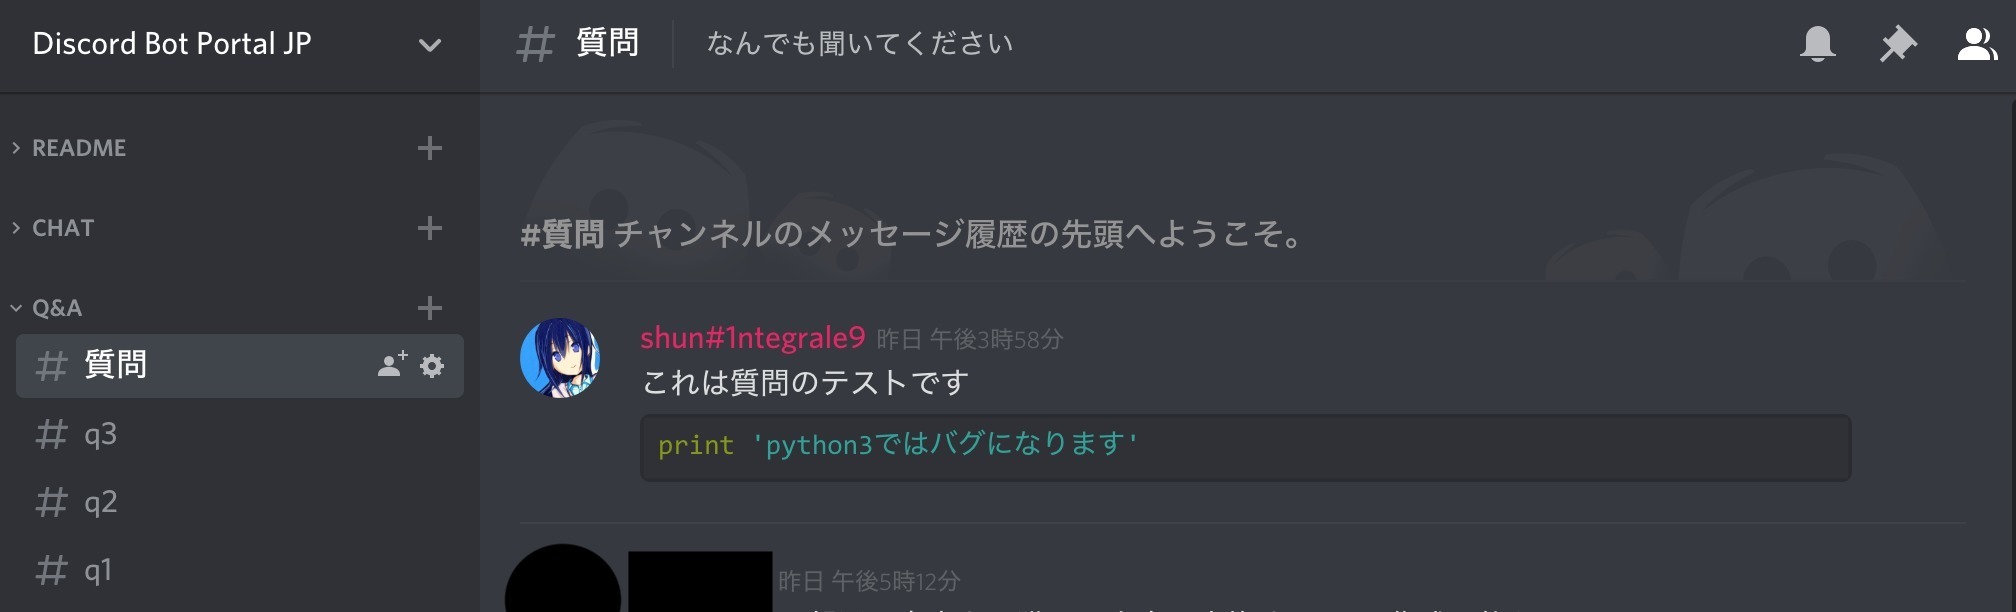 Discord Bot Portal JP
README
CHAT
Q&A
質問
q3
q2
q1
質問 なんでも聞いてください
#質問 チャンネルのメッセージ履歴の先頭へようこそ。
shun#1ntegrale9 昨日 午後3時58分
これは質問のテストです
print 'python3ではバグになります'
昨日 午後5時12分